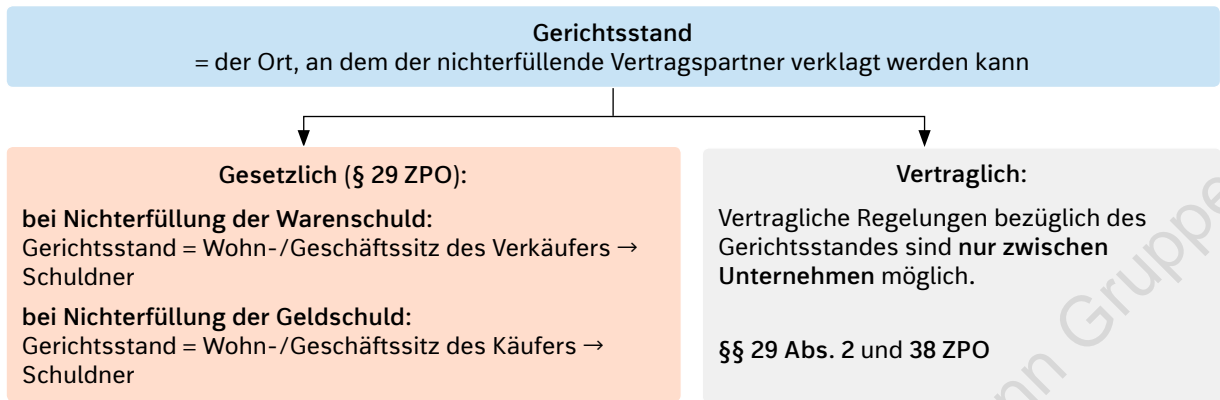 Gerichtsstand
= der Ort, an dem der nichterfüllende Vertragspartner verklagt werden kann
Gesetzlich (§ 29 ZPO):
bei Nichterfüllung der Warenschuld:
Gerichtsstand = Wohn-/Geschäftssitz des Verkäufers →
Schuldner
bei Nichterfüllung der Geldschuld:
Gerichtsstand = Wohn-/Geschäftssitz des Käufers →
Schuldner
Vertraglich:
Vertragliche Regelungen bezüglich des
Gerichtsstandes sind nur zwischen
Unternehmen möglich.
§§ 29 Abs. 2 und 38 ZPO
Gruppe